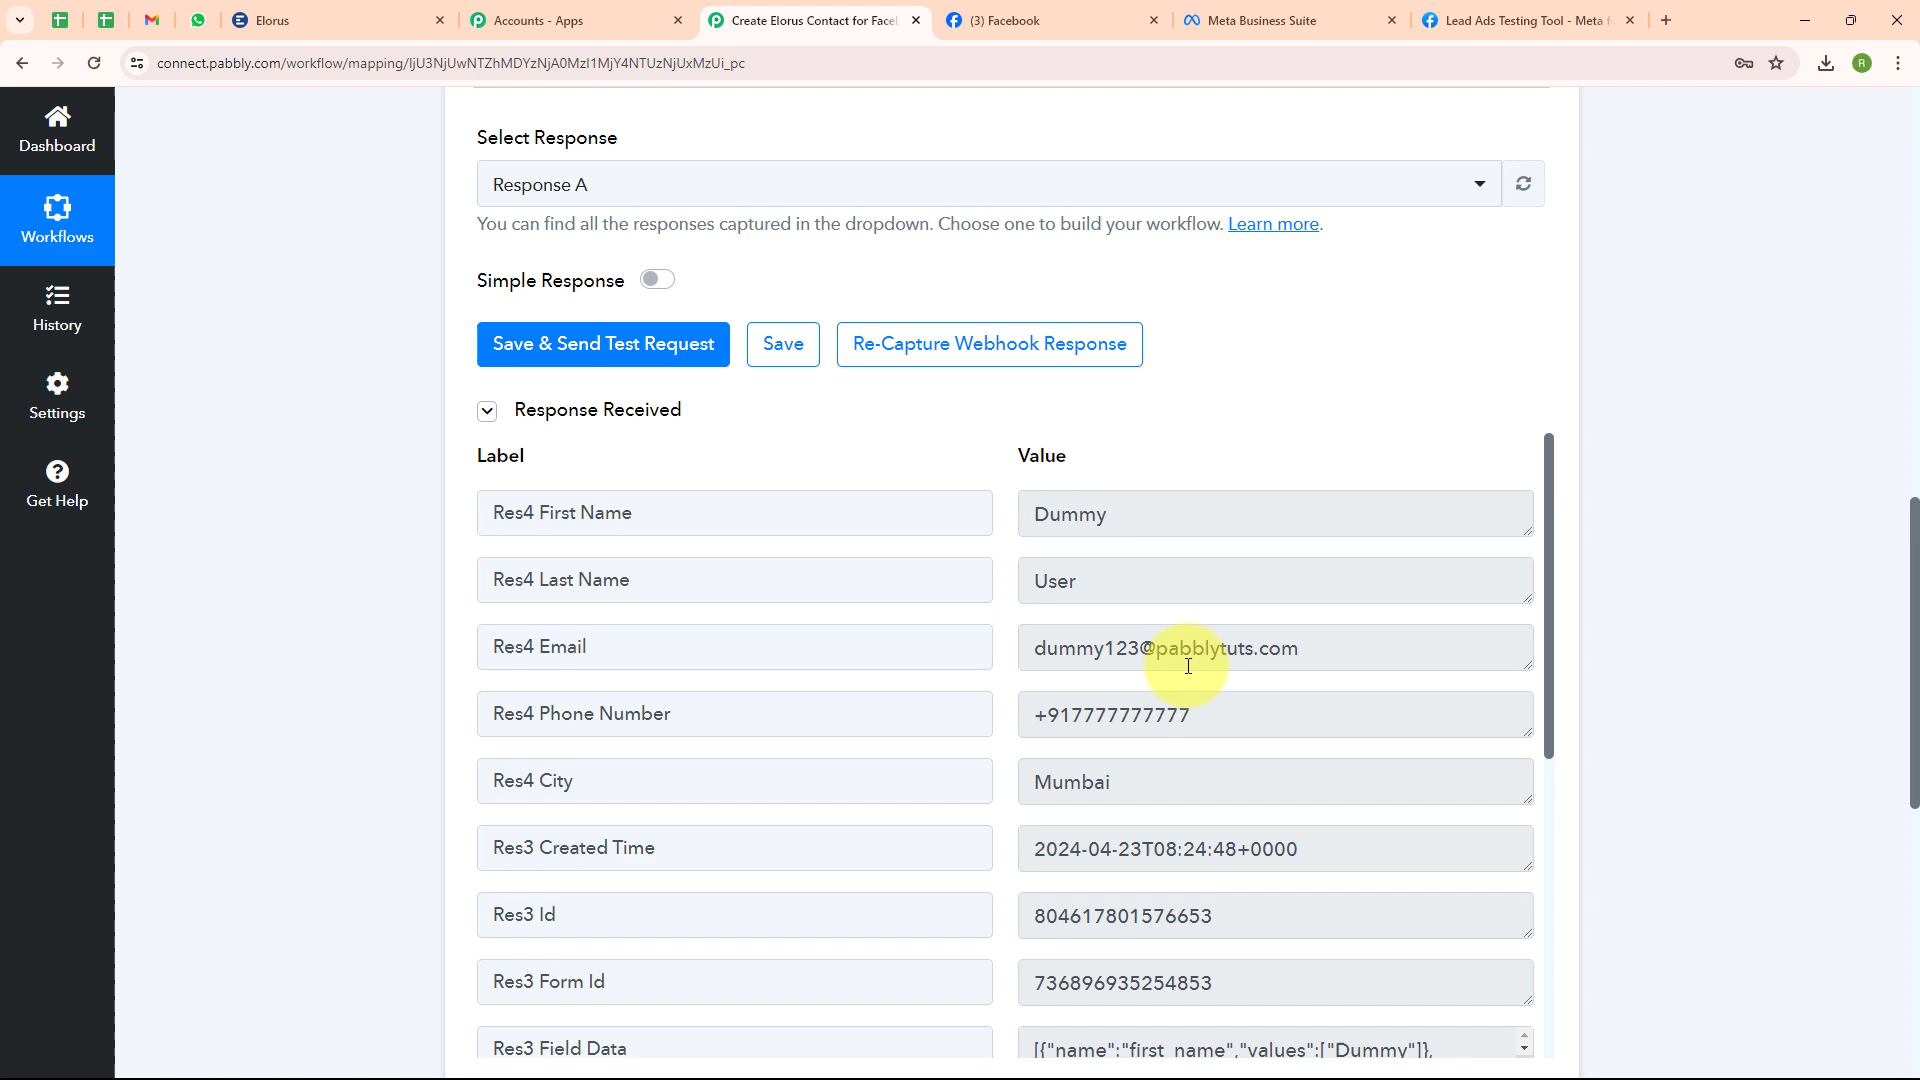 Elorus
Accounts - Apps
Create Elorus Contact for Facel
(3) Facebook
Meta Business Suite
Lead Ads Testing Tool - Meta f
connect.pabbly.com/workflow/mapping/IjU3NjUwNTZhMDYzNjA0MzI1MjY4NTUzNjUxMzUi_pc
R
Dashboard
Workflows
History
Settings
Get Help
Select Response
Response A
You can find all the responses captured in the dropdown. Choose one to build your workflow. Learn more.
Simple Response
Save & Send Test Request
Save
Re-Capture Webhook Response
Response Received
Label
Value
Res4 First Name
Dummy
Res4 Last Name
User
Res4 Email
dummy123@pabblytuts.com
Res4 Phone Number
+917777777777
Res4 City
Mumbai
Res3 Created Time
2024-04-23T08:24:48+0000
Res3 Id
804617801576653
Res3 Form Id
736896935254853
Res3 Field Data
[{"name":"first_name","values":["Dummy"]},